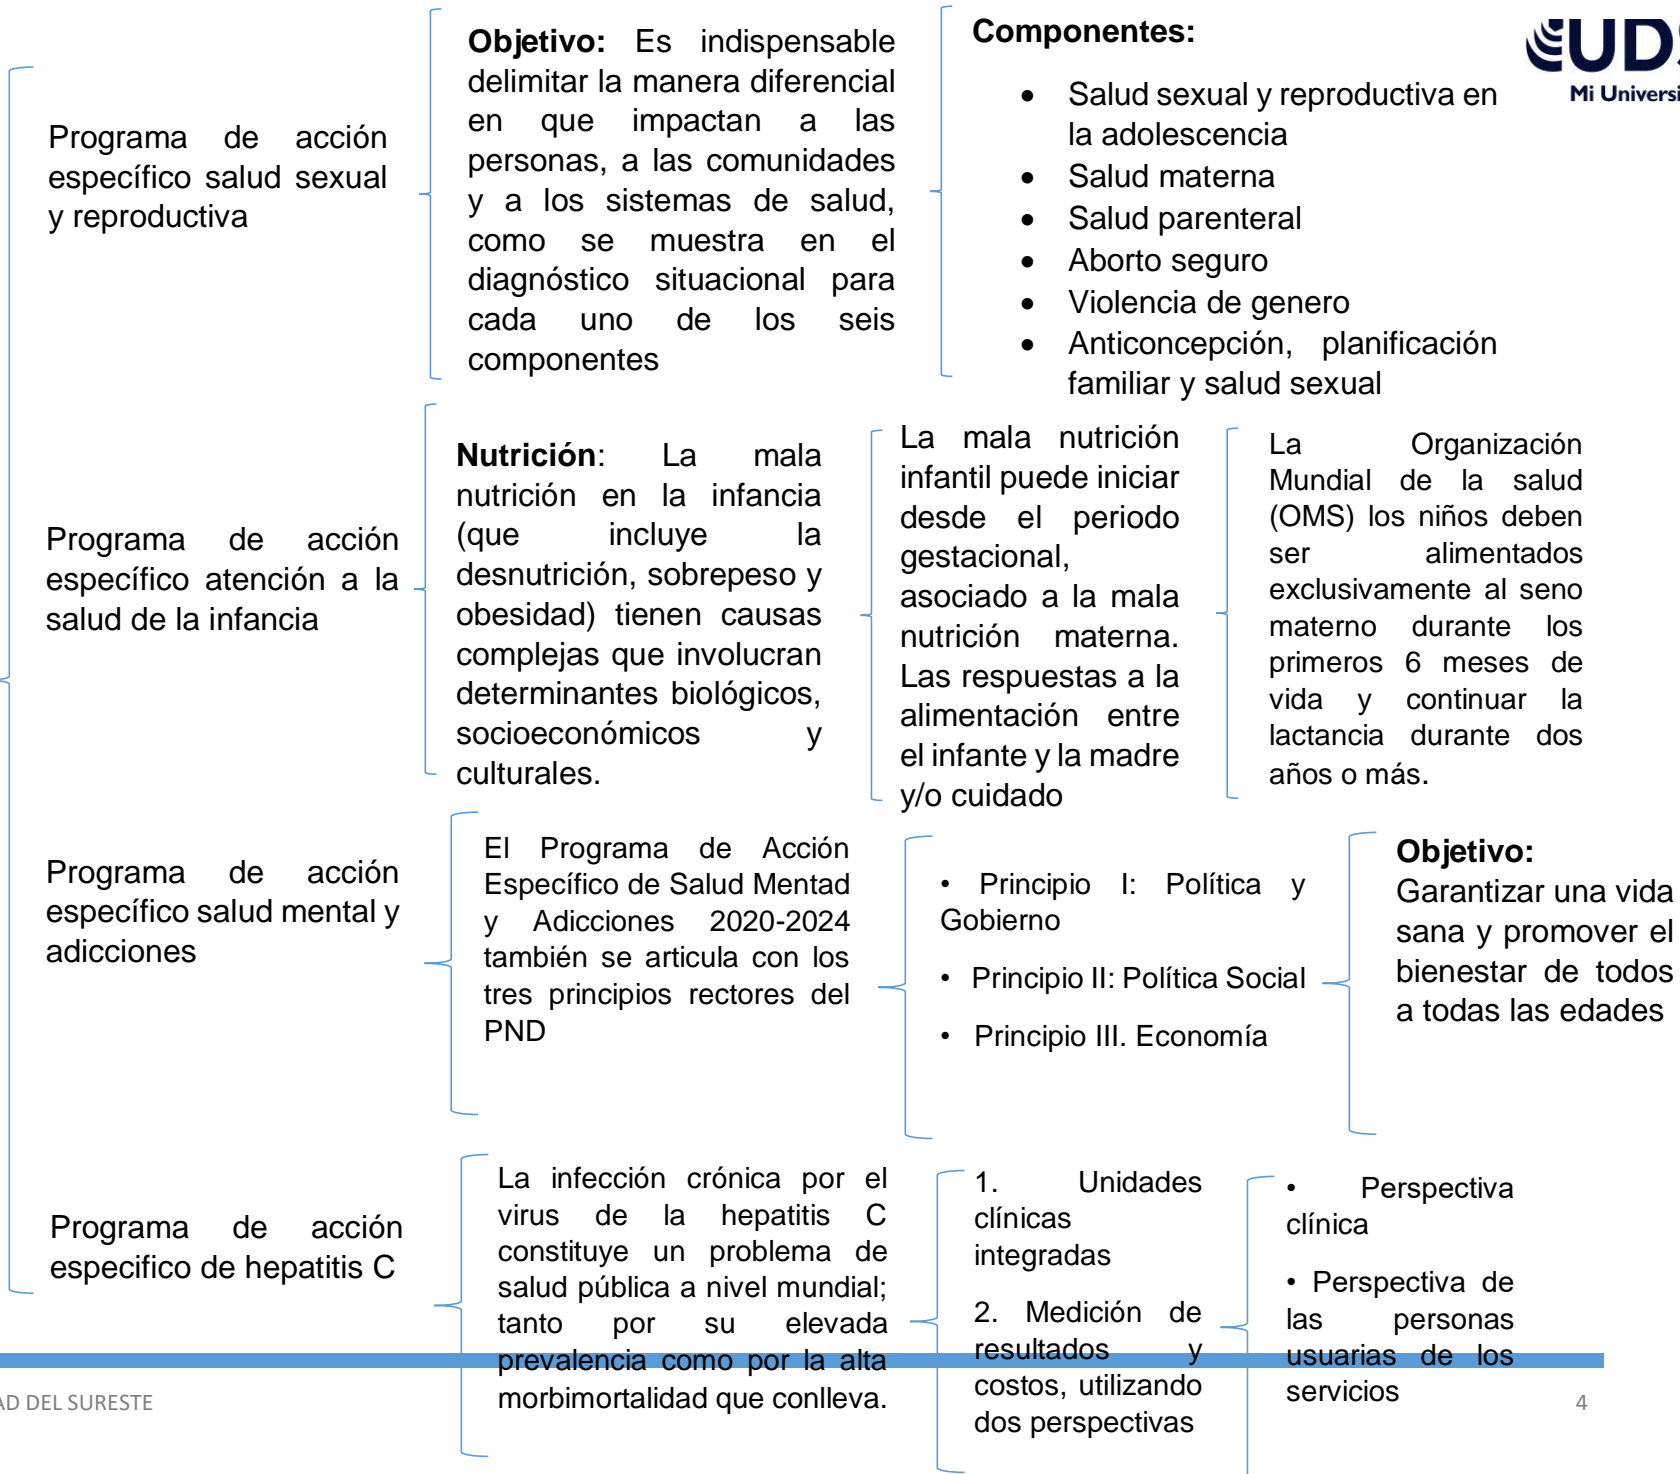 Programa de acción
específico salud sexual
y reproductiva
Objetivo: Es indispensable
delimitar la manera diferencial
en que impactan a las
personas, a las comunidades
y a los sistemas de salud,
como se muestra en el
diagnóstico situacional para
cada uno de los seis
componentes
Componentes:
• Salud sexual y reproductiva en
la adolescencia
• Salud materna
• Salud parenteral
• Aborto seguro
• Violencia de genero
• Anticoncepción, planificación
familiar y salud sexual
UDS
Mi Universi
Programa de acción
específico atención a la
salud de la infancia
Nutrición: La mala
nutrición en la infancia
(que incluye la
desnutrición, sobrepeso y
obesidad) tienen causas
complejas que involucran
determinantes biológicos,
socioeconómicos y
culturales.
La mala nutrición
infantil puede iniciar
desde el periodo
gestacional,
asociado a la mala
nutrición materna.
Las respuestas a la
alimentación entre
el infante y la madre
y/o cuidado
La Organización
Mundial de la salud
(OMS) los niños deben
ser alimentados
exclusivamente al seno
materno durante los
primeros 6 meses de
vida y continuar la
lactancia durante dos
años o más.
Programa de acción
específico salud mental y
adicciones
El Programa de Acción
Específico de Salud Mentad
y Adicciones 2020-2024
también se articula con los
tres principios rectores del
PND
• Principio I: Política y
Gobierno
• Principio II: Política Social
• Principio III. Economía
Objetivo:
Garantizar una vida
sana y promover el
bienestar de todos
a todas las edades
Programa de acción
especifico de hepatitis C
La infección crónica por el
virus de la hepatitis C
constituye un problema de
salud pública a nivel mundial;
tanto por su elevada
prevalencia como por la alta
morbimortalidad que conlleva.
1. Unidades
clínicas
integradas
2. Medición de
resultados y
costos, utilizando
dos perspectivas
• Perspectiva
clínica
• Perspectiva de
las personas
usuarias de los
servicios
AD DEL SURESTE
4